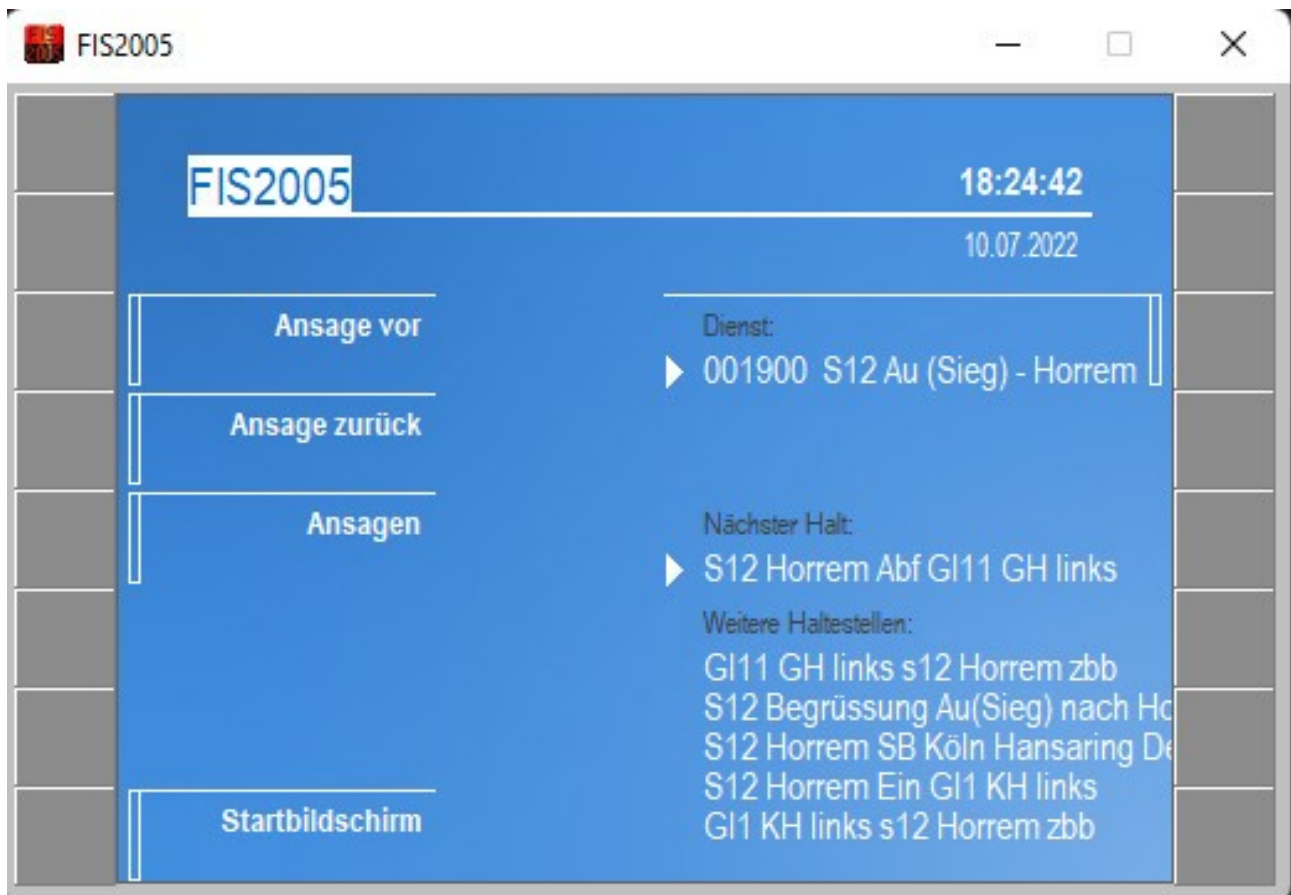 FIS2005
FIS2005
18:24:42
10.07.2022
Ansage vor
Ansage zurück
Ansagen
Startbildschirm
Dienst:
001900 S12 Au (Sieg) - Horrem
Nächster Halt:
S12 Horrem Abf Gl11 GH links
Weitere Haltestellen:
Gl11 GH links s12 Horrem zbb
S12 Begrüssung Au(Sieg) nach Ho
S12 Horrem SB Köln Hansaring De
S12 Horrem Ein Gl1 KH links
Gl1 KH links s12 Horrem zbb